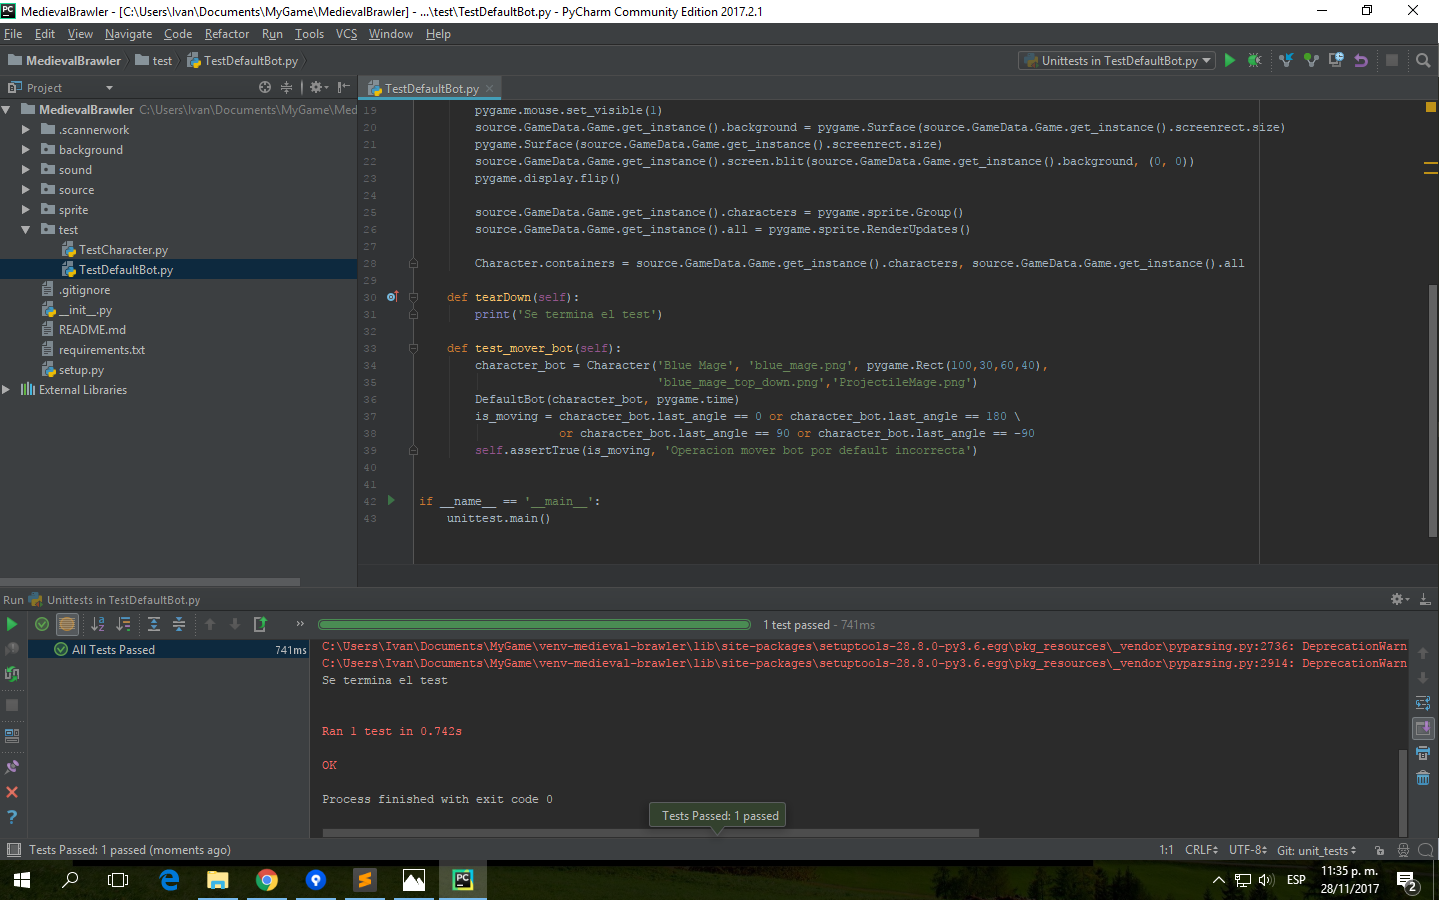 MedievalBrawler - [C:\Users\Ivan\Documents\MyGame\MedievalBrawler] - ...\test\TestDefaultBot.py - PyCharm Community Edition 2017.2.1
File Edit View Navigate Code Refactor Run Tools VCS Window Help
MedievalBrawler test TestDefaultBot.py Unittests in TestDefaultBot.py
Project
TestDefaultBot.py
MedievalBrawler C:\Users\Ivan\Documents\MyGame\Med
.scannerwork
background
sound
source
sprite
test
TestCharacter.py
TestDefaultBot.py
.gitignore
__init__.py
README.md
requirements.txt
setup.py
External Libraries
19 pygame.mouse.set_visible(1)
20 source.GameData.Game.get_instance().background = pygame.Surface(source.GameData.Game.get_instance().screenrect.size)
21 pygame.Surface(source.GameData.Game.get_instance().screenrect.size)
22 source.GameData.Game.get_instance().screen.blit(source.GameData.Game.get_instance().background, (0, 0))
23 pygame.display.flip()
24
25 source.GameData.Game.get_instance().characters = pygame.sprite.Group()
26 source.GameData.Game.get_instance().all = pygame.sprite.RenderUpdates()
27
28 Character.containers = source.GameData.Game.get_instance().characters, source.GameData.Game.get_instance().all
29
30 def tearDown(self):
31 print('Se termina el test')
32
33 def test_mover_bot(self):
34 character_bot = Character('Blue Mage', 'blue_mage.png', pygame.Rect(100,30,60,40),
35 'blue_mage_top_down.png','ProjectileMage.png')
36 DefaultBot(character_bot, pygame.time)
37 is_moving = character_bot.last_angle == 0 or character_bot.last_angle == 180 \
38 or character_bot.last_angle == 90 or character_bot.last_angle == -90
39 self.assertTrue(is_moving, 'Operacion mover bot por default incorrecta')
40
41
42 if __name__ == '__main__':
43 unittest.main()
Run Unittests in TestDefaultBot.py
1 test passed - 741ms
All Tests Passed 741ms
C:\Users\Ivan\Documents\MyGame\venv-medieval-brawler\lib\site-packages\setuptools-28.8.0-py3.6.egg\pkg_resources\_vendor\pyparsing.py:2736: DeprecationWarn
C:\Users\Ivan\Documents\MyGame\venv-medieval-brawler\lib\site-packages\setuptools-28.8.0-py3.6.egg\pkg_resources\_vendor\pyparsing.py:2914: DeprecationWarn
Se termina el test
Ran 1 test in 0.742s
OK
Process finished with exit code 0
Tests Passed: 1 passed
Tests Passed: 1 passed (moments ago) 1:1 CRLF UTF-8 Git: unit_tests
ESP 11:35 p. m.
28/11/2017 2